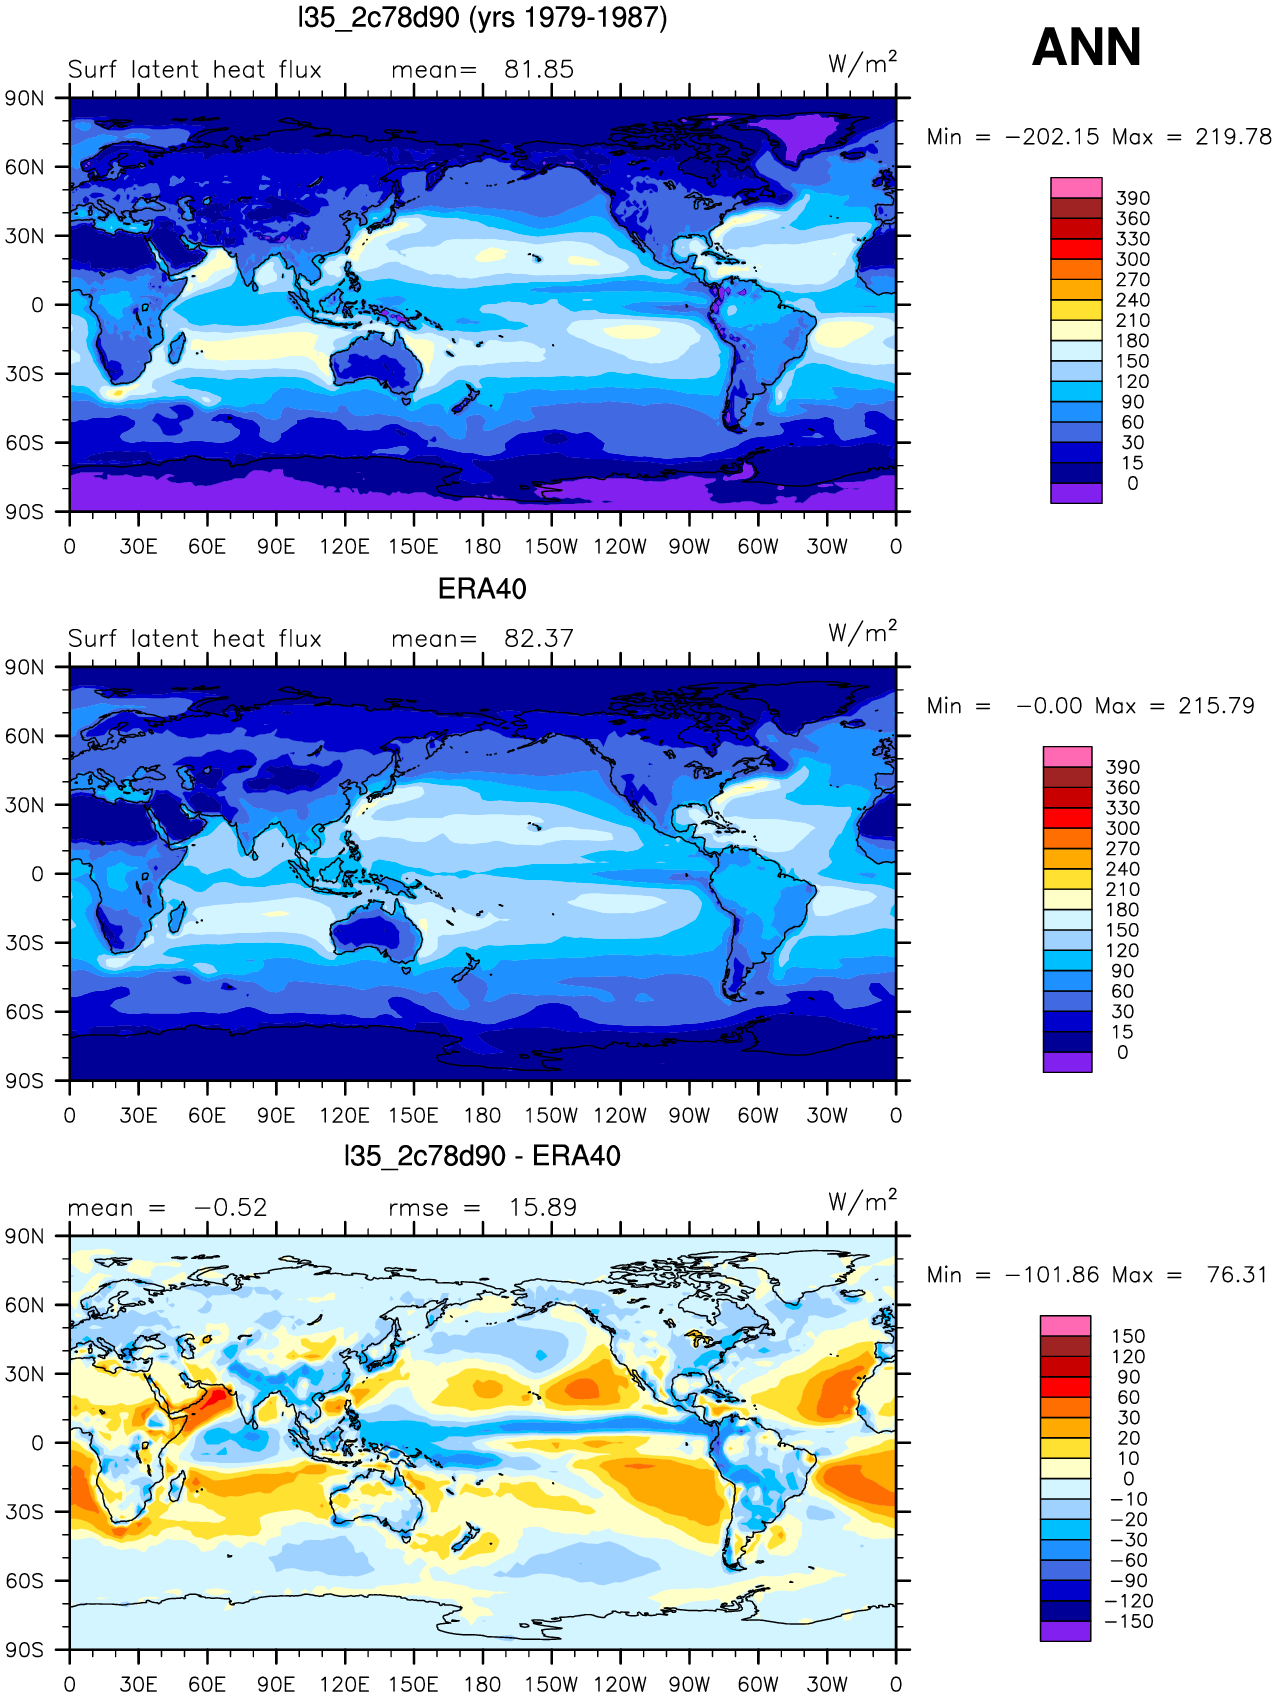 l35_2c78d90 (yrs 1979-1987)
ANN
Surf latent heat flux mean= 81.85 W/m²
Min = −202.15 Max = 219.78
90N
60N
30N
0
30S
60S
90S
0 30E 60E 90E 120E 150E 180 150W 120W 90W 60W 30W 0
390
360
330
300
270
240
210
180
150
120
90
60
30
15
0
ERA40
Surf latent heat flux mean= 82.37 W/m²
Min = −0.00 Max = 215.79
90N
60N
30N
0
30S
60S
90S
0 30E 60E 90E 120E 150E 180 150W 120W 90W 60W 30W 0
390
360
330
300
270
240
210
180
150
120
90
60
30
15
0
l35_2c78d90 - ERA40
mean = −0.52 rmse = 15.89 W/m²
Min = −101.86 Max = 76.31
90N
60N
30N
0
30S
60S
90S
0 30E 60E 90E 120E 150E 180 150W 120W 90W 60W 30W 0
150
120
90
60
30
20
10
0
−10
−20
−30
−60
−90
−120
−150